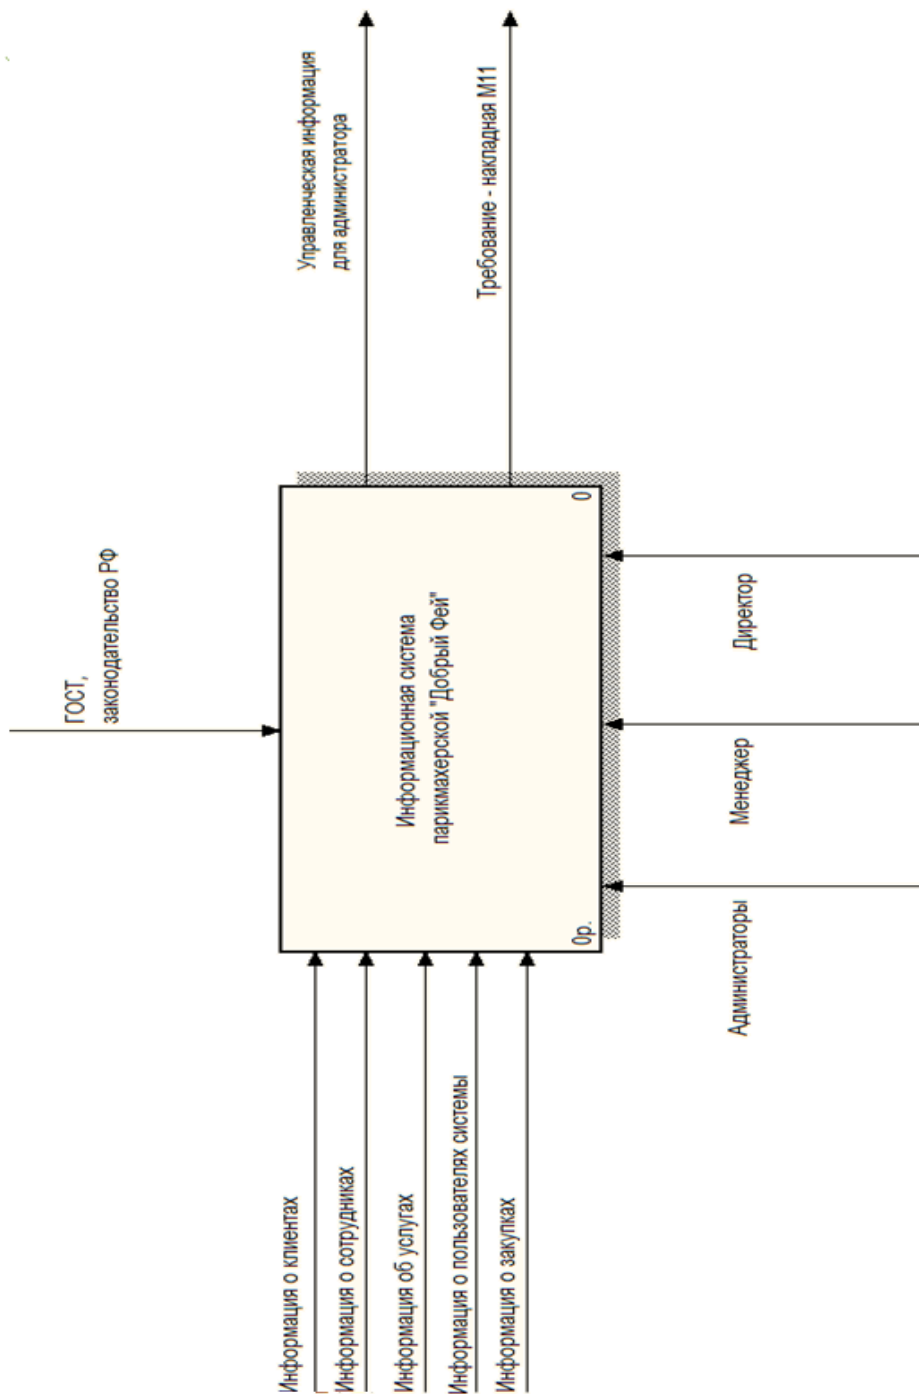 ГОСТ,
законодательство РФ
Информация о клиентах
Информация о сотрудниках
Информация об услугах
Информация о пользователях системы
Информация о закупках
Информационная система
парикмахерской "Добрый Фей"
0р.
0
Управленческая информация
для администратора
Требование - накладная М11
Администраторы
Менеджер
Директор